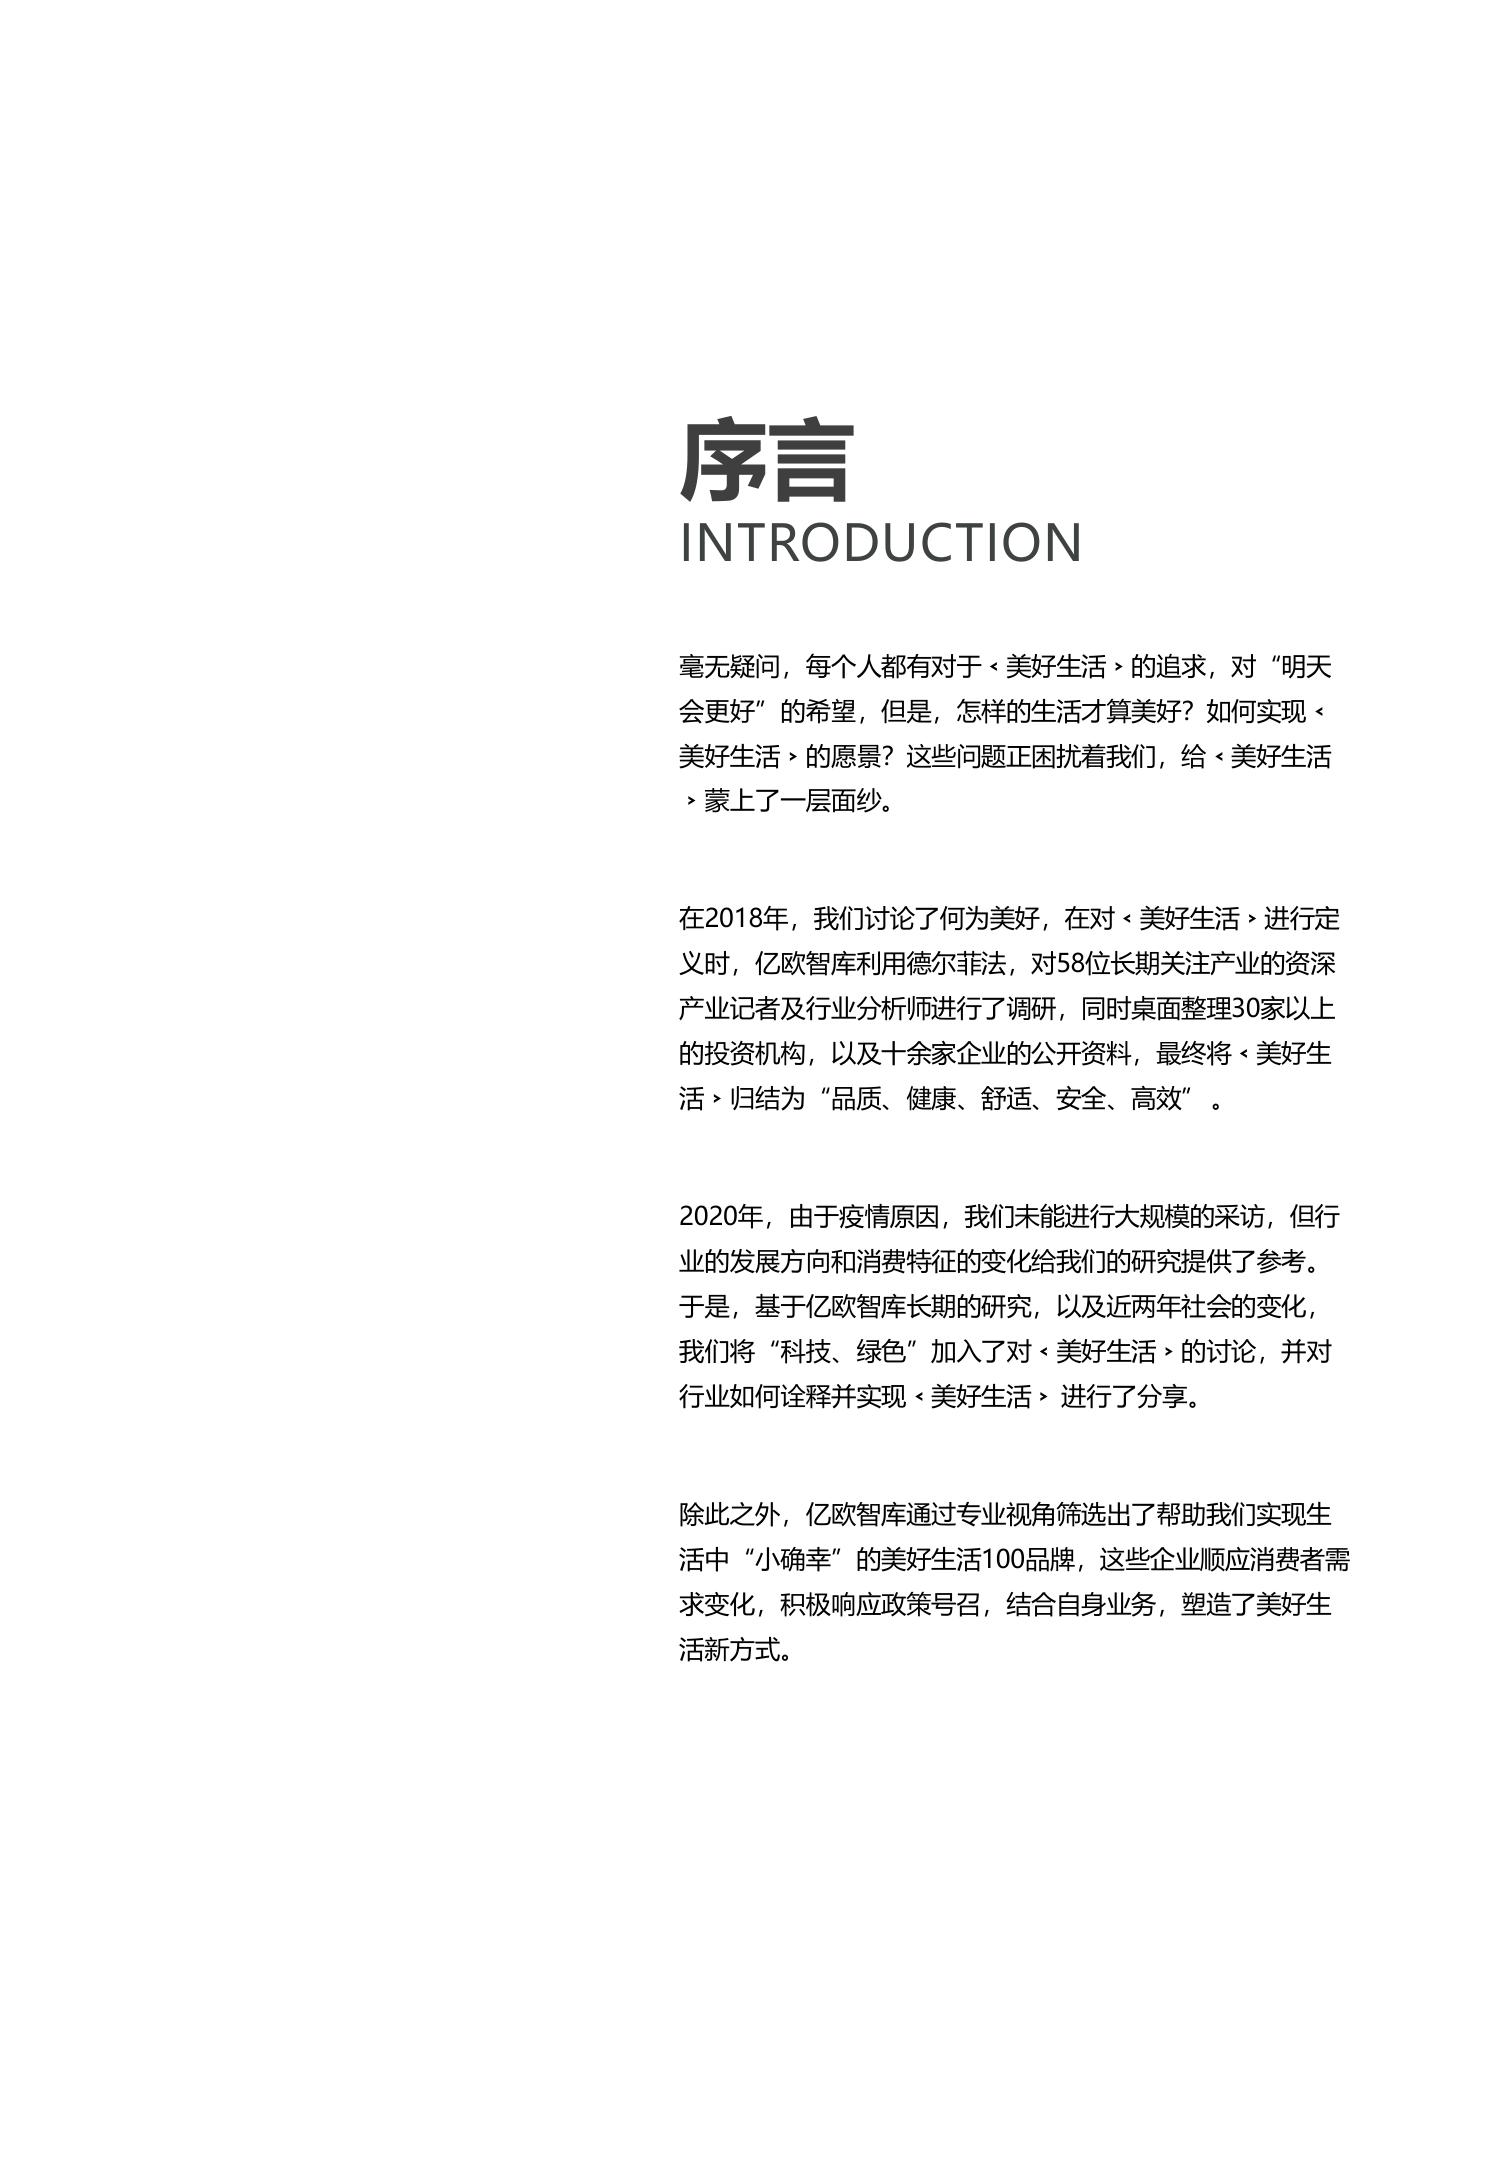 序言
INTRODUCTION
毫无疑问，每个人都有对于﹤美好生活﹥的追求，对“明天
会更好”的希望，但是，怎样的生活才算美好？如何实现﹤
美好生活﹥的愿景？这些问题正困扰着我们，给﹤美好生活
﹥蒙上了一层面纱。
在2018年，我们讨论了何为美好，在对﹤美好生活﹥进行定
义时，亿欧智库利用德尔菲法，对58位长期关注产业的资深
产业记者及行业分析师进行了调研，同时桌面整理30家以上
的投资机构，以及十余家企业的公开资料，最终将﹤美好生
活﹥归结为“品质、健康、舒适、安全、高效” 。
2020年，由于疫情原因，我们未能进行大规模的采访，但行
业的发展方向和消费特征的变化给我们的研究提供了参考。
于是，基于亿欧智库长期的研究，以及近两年社会的变化，
我们将“科技、绿色”加入了对﹤美好生活﹥的讨论，并对
行业如何诠释并实现﹤美好生活﹥ 进行了分享。
除此之外，亿欧智库通过专业视角筛选出了帮助我们实现生
活中“小确幸”的美好生活100品牌，这些企业顺应消费者需
求变化，积极响应政策号召，结合自身业务，塑造了美好生
活新方式。